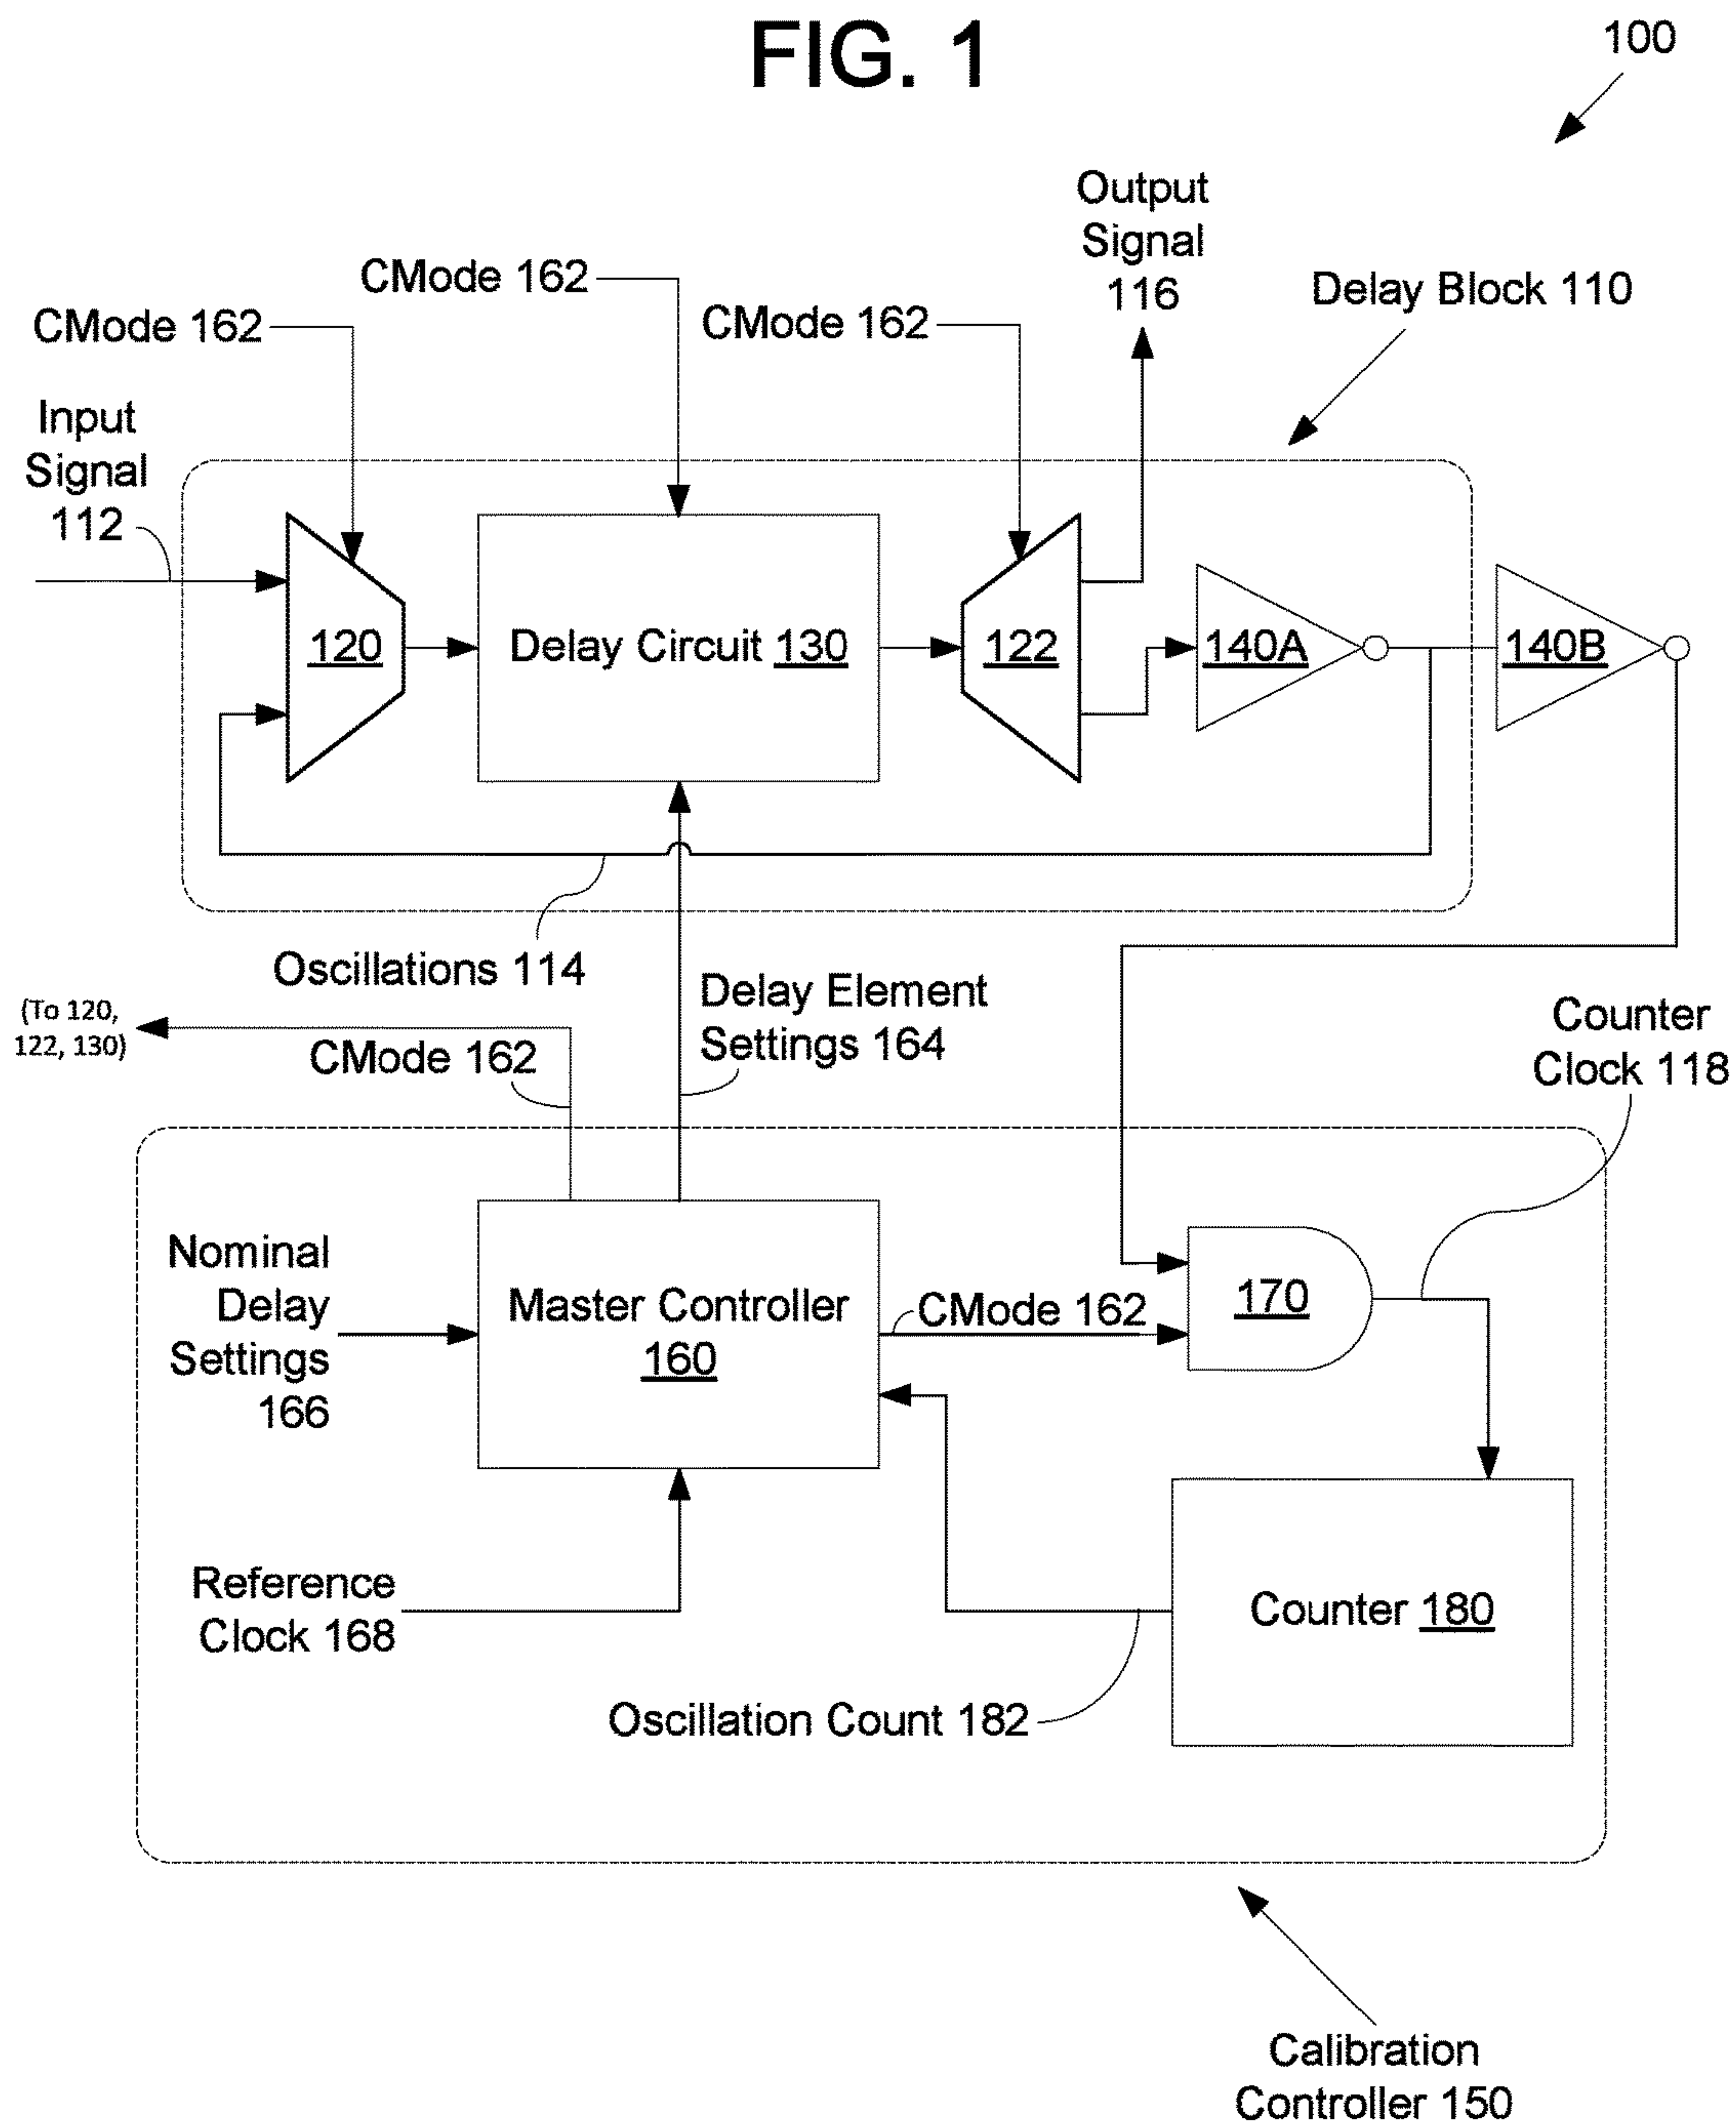 FIG. 1
100
Output
Signal
116
CMode 162
CMode 162
CMode 162
Delay Block 110
Input
Signal
112
120
Delay Circuit 130
122
140A
140B
Oscillations 114
Delay Element
Settings 164
(To 120,
122, 130)
CMode 162
Counter
Clock 118
Nominal
Delay
Settings
166
Master Controller
160
CMode 162
170
Reference
Clock 168
Counter 180
Oscillation Count 182
Calibration
Controller 150